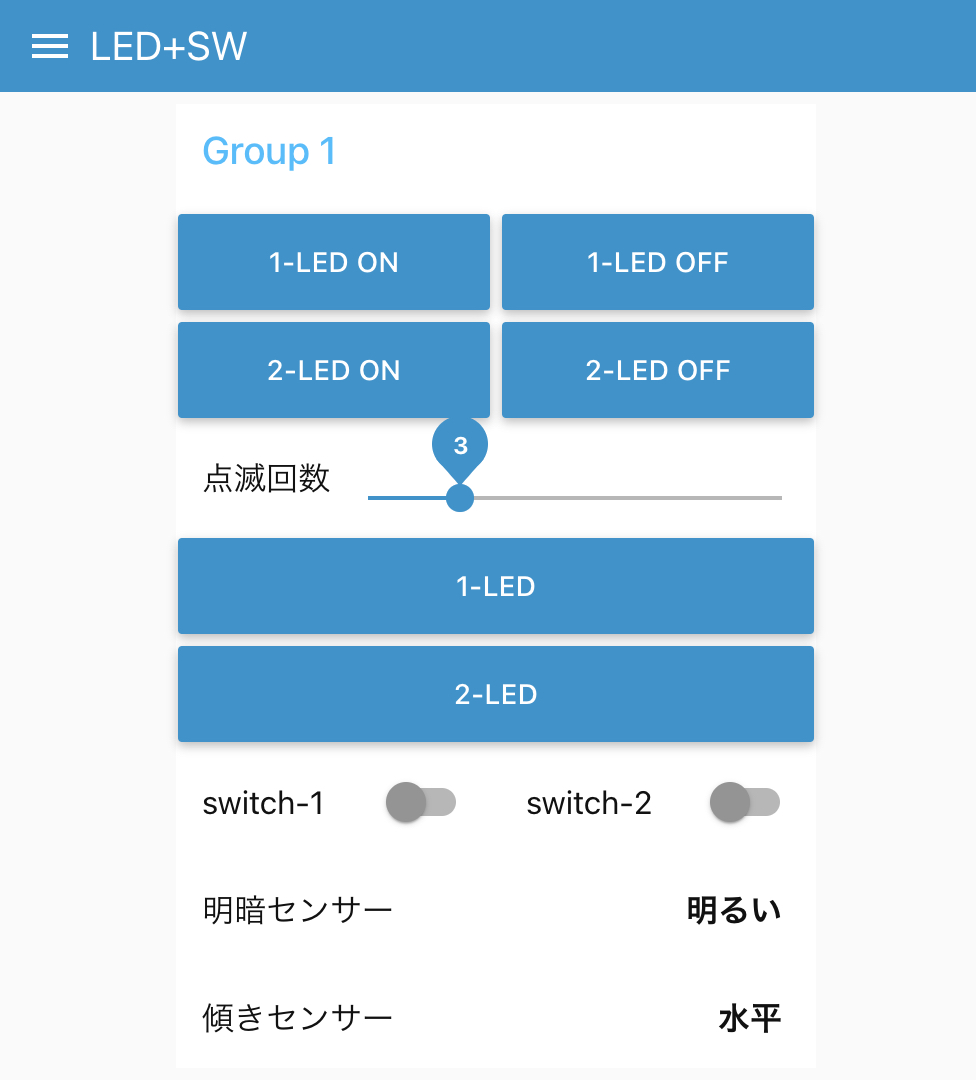 LED+SW
Group 1
1-LED ON
1-LED OFF
2-LED ON
2-LED OFF
3
点滅回数
1-LED
2-LED
switch-1
switch-2
明暗センサー 明るい
傾きセンサー 水平